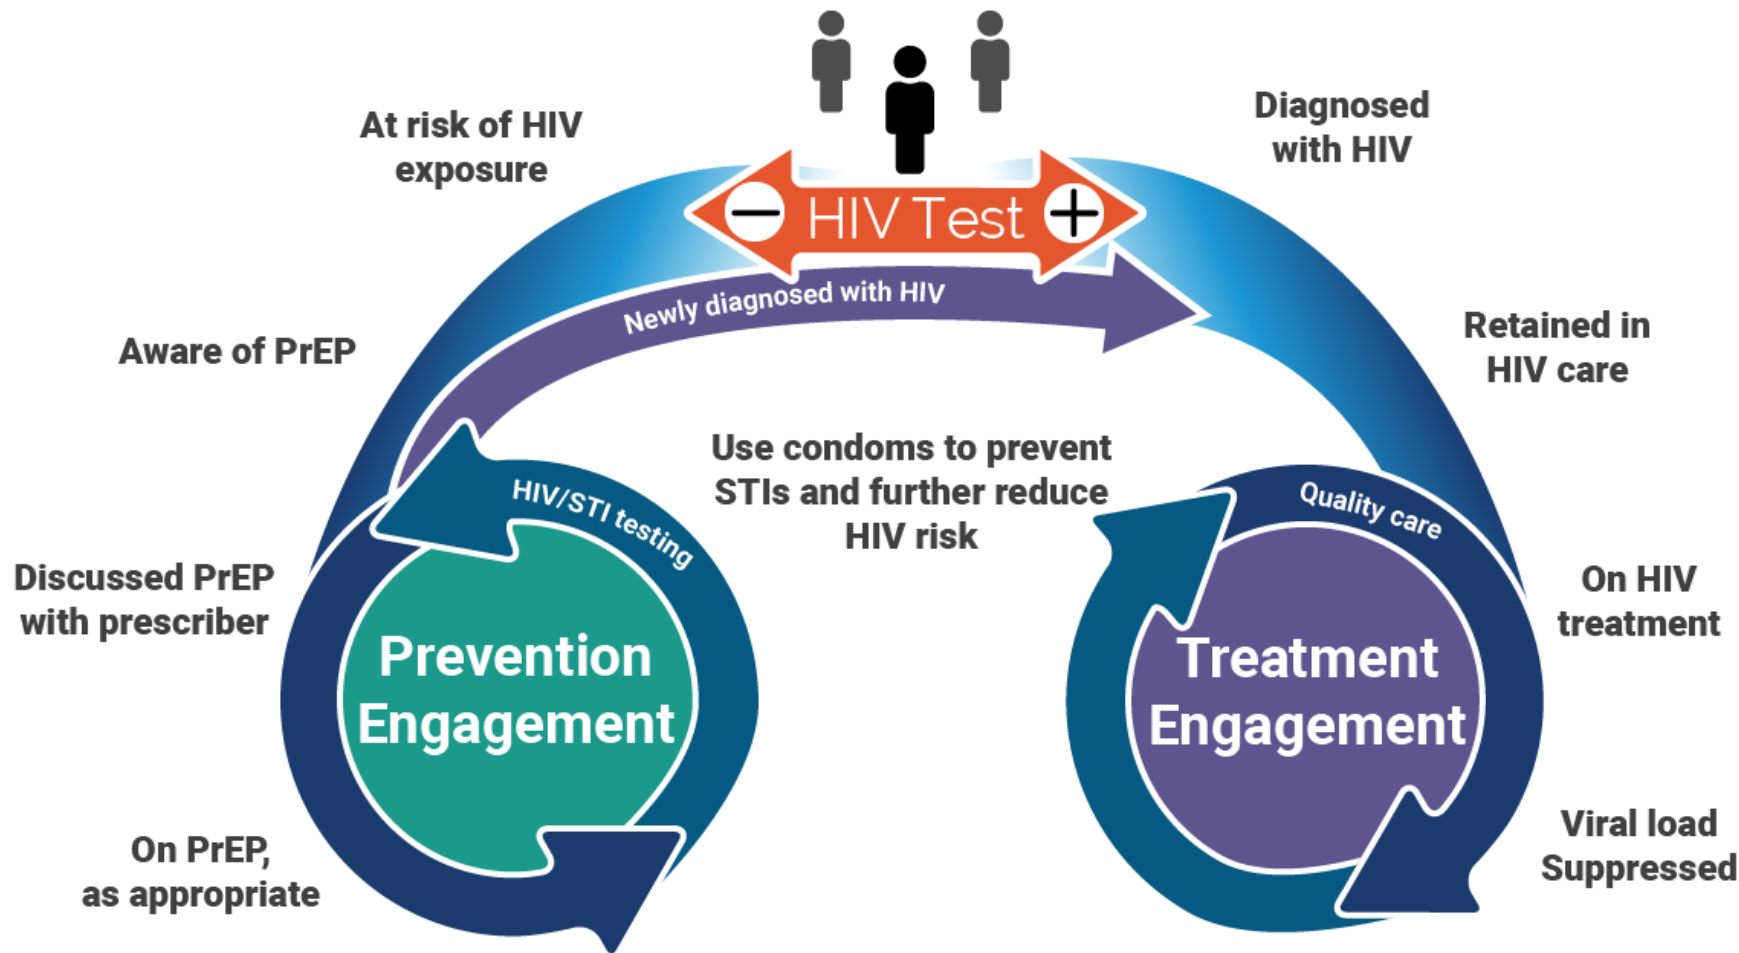 At risk of HIV
exposure
Diagnosed
with HIV
HIV Test
Newly diagnosed with HIV
Aware of PrEP
Retained in
HIV care
Use condoms to prevent
STIs and further reduce
HIV risk
HIV/STI testing
Quality care
Discussed PrEP
with prescriber
On HIV
treatment
Prevention
Engagement
Treatment
Engagement
On PrEP,
as appropriate
Viral load
Suppressed